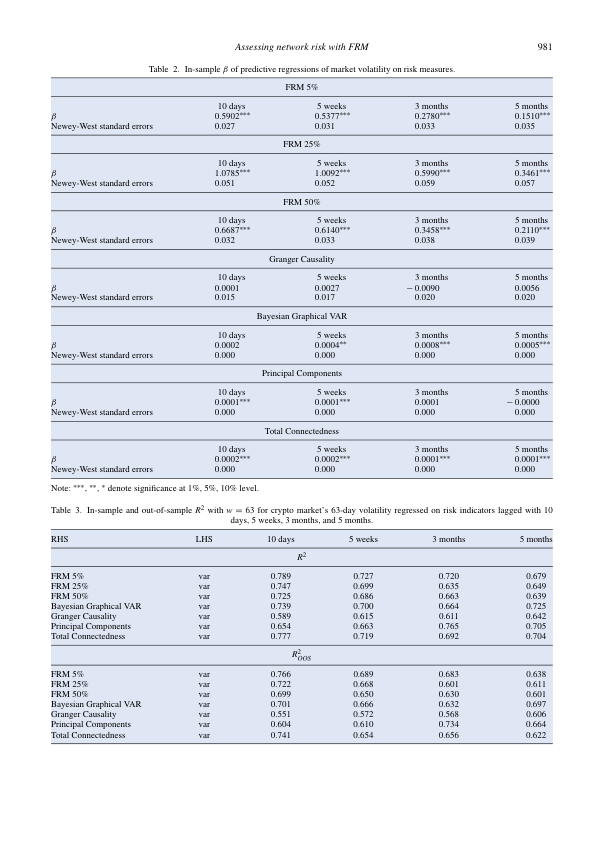 Assessing network risk with FRM 981
Table 2. In-sample β of predictive regressions of market volatility on risk measures.
FRM 5%
10 days 5 weeks 3 months 5 months
β 0.5902*** 0.5377*** 0.2780*** 0.1510***
Newey-West standard errors 0.027 0.031 0.033 0.035
FRM 25%
10 days 5 weeks 3 months 5 months
β 1.0785*** 1.0092*** 0.5990*** 0.3461***
Newey-West standard errors 0.051 0.052 0.059 0.057
FRM 50%
10 days 5 weeks 3 months 5 months
β 0.6687*** 0.6140*** 0.3458*** 0.2110***
Newey-West standard errors 0.032 0.033 0.038 0.039
Granger Causality
10 days 5 weeks 3 months 5 months
β 0.0001 0.0027 −0.0090 0.0056
Newey-West standard errors 0.015 0.017 0.020 0.020
Bayesian Graphical VAR
10 days 5 weeks 3 months 5 months
β 0.0002 0.0004** 0.0008*** 0.0005***
Newey-West standard errors 0.000 0.000 0.000 0.000
Principal Components
10 days 5 weeks 3 months 5 months
β 0.0001*** 0.0001*** 0.0001 −0.0000
Newey-West standard errors 0.000 0.000 0.000 0.000
Total Connectedness
10 days 5 weeks 3 months 5 months
β 0.0002*** 0.0002*** 0.0001*** 0.0001***
Newey-West standard errors 0.000 0.000 0.000 0.000
Note: ***, **, * denote significance at 1%, 5%, 10% level.
Table 3. In-sample and out-of-sample R² with w = 63 for crypto market's 63-day volatility regressed on risk indicators lagged with 10
days, 5 weeks, 3 months, and 5 months.
RHS LHS 10 days 5 weeks 3 months 5 months
R²
FRM 5% var 0.789 0.727 0.720 0.679
FRM 25% var 0.747 0.699 0.635 0.649
FRM 50% var 0.725 0.686 0.663 0.639
Bayesian Graphical VAR var 0.739 0.700 0.664 0.725
Granger Causality var 0.589 0.615 0.611 0.642
Principal Components var 0.654 0.663 0.765 0.705
Total Connectedness var 0.777 0.719 0.692 0.704
R²OOS
FRM 5% var 0.766 0.689 0.683 0.638
FRM 25% var 0.722 0.668 0.601 0.611
FRM 50% var 0.699 0.650 0.630 0.601
Bayesian Graphical VAR var 0.701 0.666 0.632 0.697
Granger Causality var 0.551 0.572 0.568 0.606
Principal Components var 0.604 0.610 0.734 0.664
Total Connectedness var 0.741 0.654 0.656 0.622